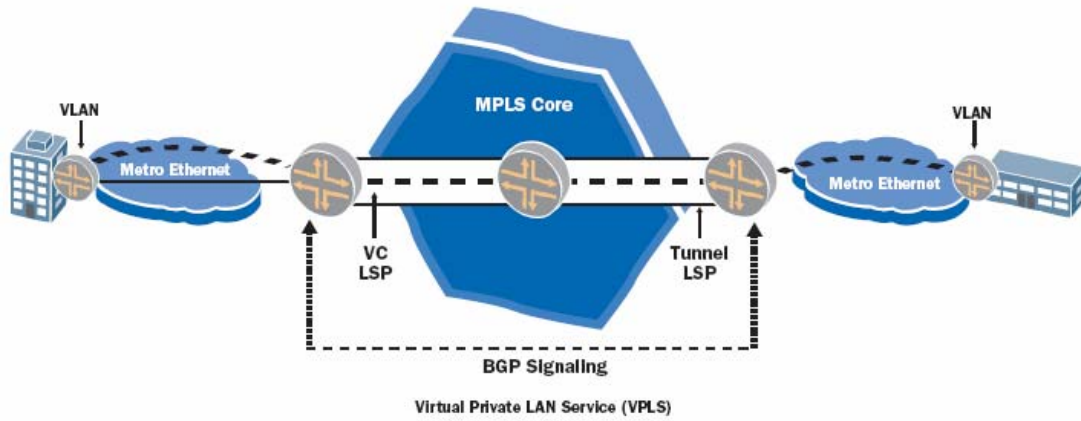 MPLS Core
VLAN
VLAN
Metro Ethernet
Metro Ethernet
VC
LSP
Tunnel
LSP
BGP Signaling
Virtual Private LAN Service (VPLS)